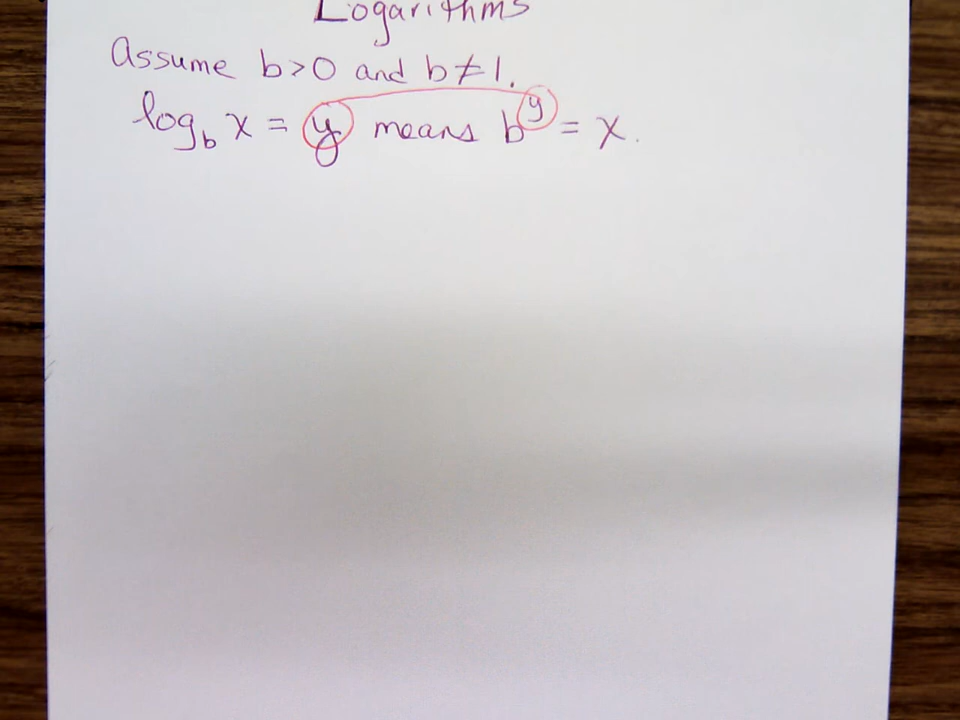 Logarithms
Assume b>0 and b≠1.
log_b x = y means b^y = x.